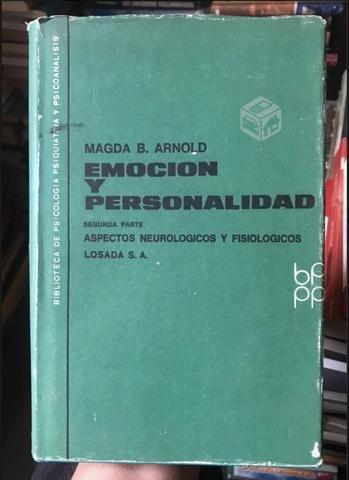 BIBLIOTECA DE PSICOLOGIA PSIQUIATRIA Y PSICOANALISIS
MAGDA B. ARNOLD
EMOCION
Y
PERSONALIDAD
SEGUNDA PARTE
ASPECTOS NEUROLOGICOS Y FISIOLOGICOS
LOSADA S. A.
bp
pp